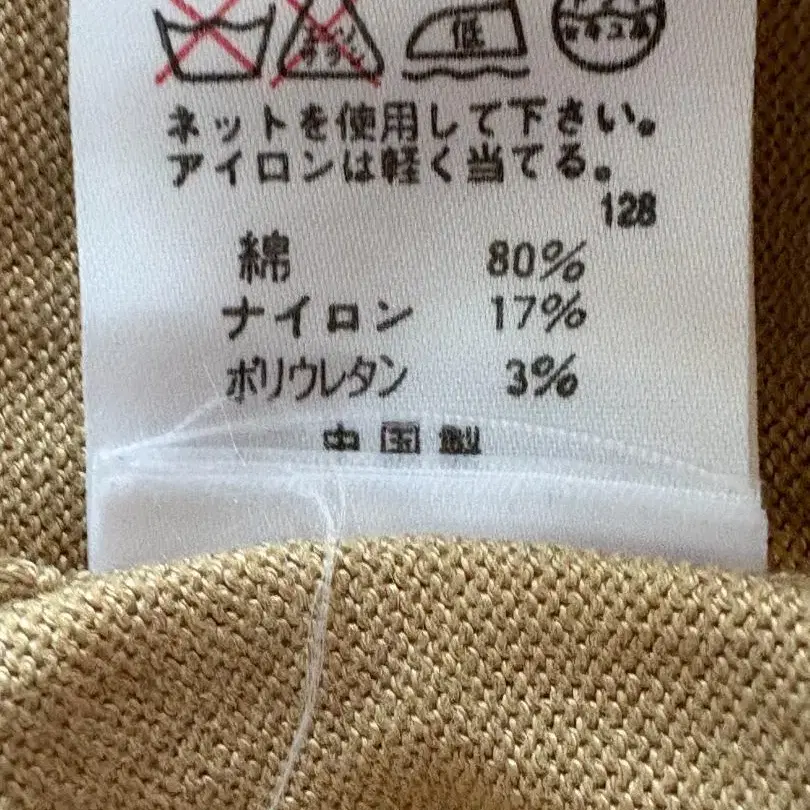 低
ネットを使用して下さい。
アイロンは軽く当てる。
128
綿 80%
ナイロン 17%
ポリウレタン 3%
中国製